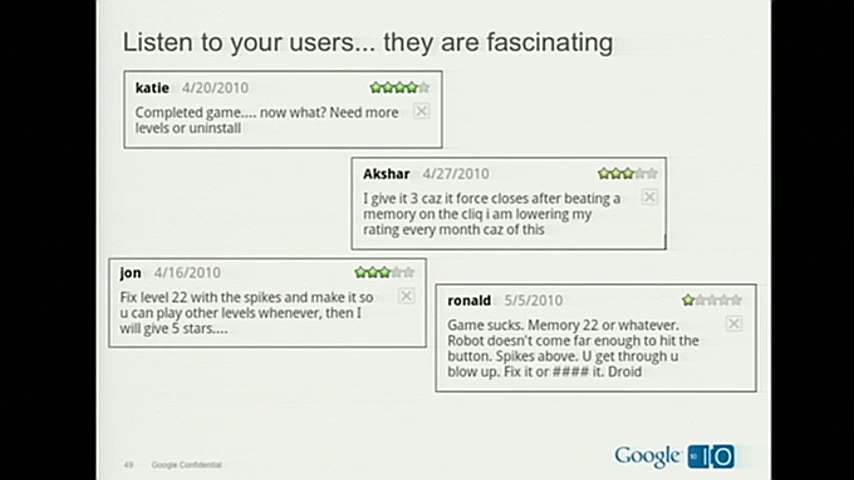 Listen to your users... they are fascinating
katie 4/20/2010
Completed game.... now what? Need more
levels or uninstall
Akshar 4/27/2010
I give it 3 caz it force closes after beating a
memory on the cliq i am lowering my
rating every month caz of this
jon 4/16/2010
Fix level 22 with the spikes and make it so
u can play other levels whenever, then I
will give 5 stars....
ronald 5/5/2010
Game sucks. Memory 22 or whatever.
Robot doesn't come far enough to hit the
button. Spikes above. U get through u
blow up. Fix it or #### it. Droid
49 Google Confidential
Google 10 IO